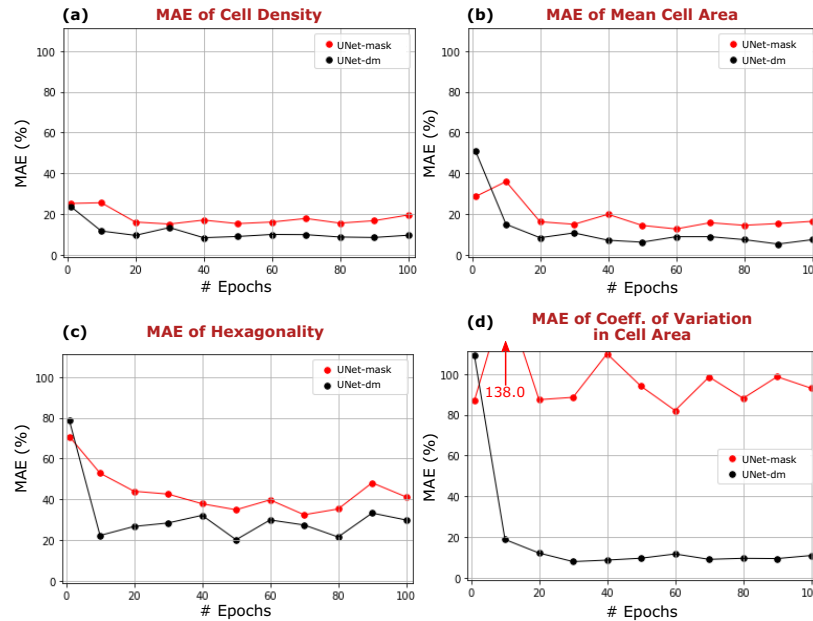 (a) MAE of Cell Density
UNet-mask
UNet-dm
100
80
60
40
20
0
MAE (%)
0 20 40 60 80 100
# Epochs
(b) MAE of Mean Cell Area
UNet-mask
UNet-dm
100
80
60
40
20
0
MAE (%)
0 20 40 60 80 100
# Epochs
(c) MAE of Hexagonality
UNet-mask
UNet-dm
100
80
60
40
20
0
MAE (%)
0 20 40 60 80 100
# Epochs
(d) MAE of Coeff. of Variation
in Cell Area
138.0
UNet-mask
UNet-dm
100
80
60
40
20
0
MAE (%)
0 20 40 60 80 100
# Epochs